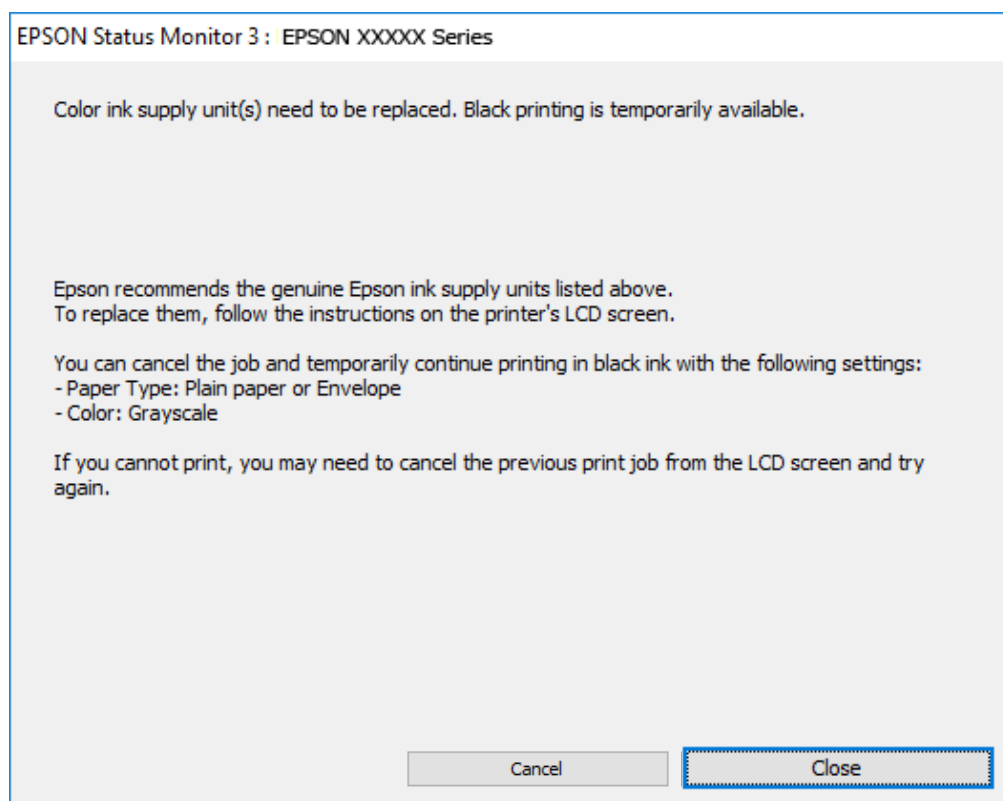 EPSON Status Monitor 3 : EPSON XXXXX Series
Color ink supply unit(s) need to be replaced. Black printing is temporarily available.
Epson recommends the genuine Epson ink supply units listed above.
To replace them, follow the instructions on the printer's LCD screen.
You can cancel the job and temporarily continue printing in black ink with the following settings:
- Paper Type: Plain paper or Envelope
- Color: Grayscale
If you cannot print, you may need to cancel the previous print job from the LCD screen and try
again.
Cancel
Close